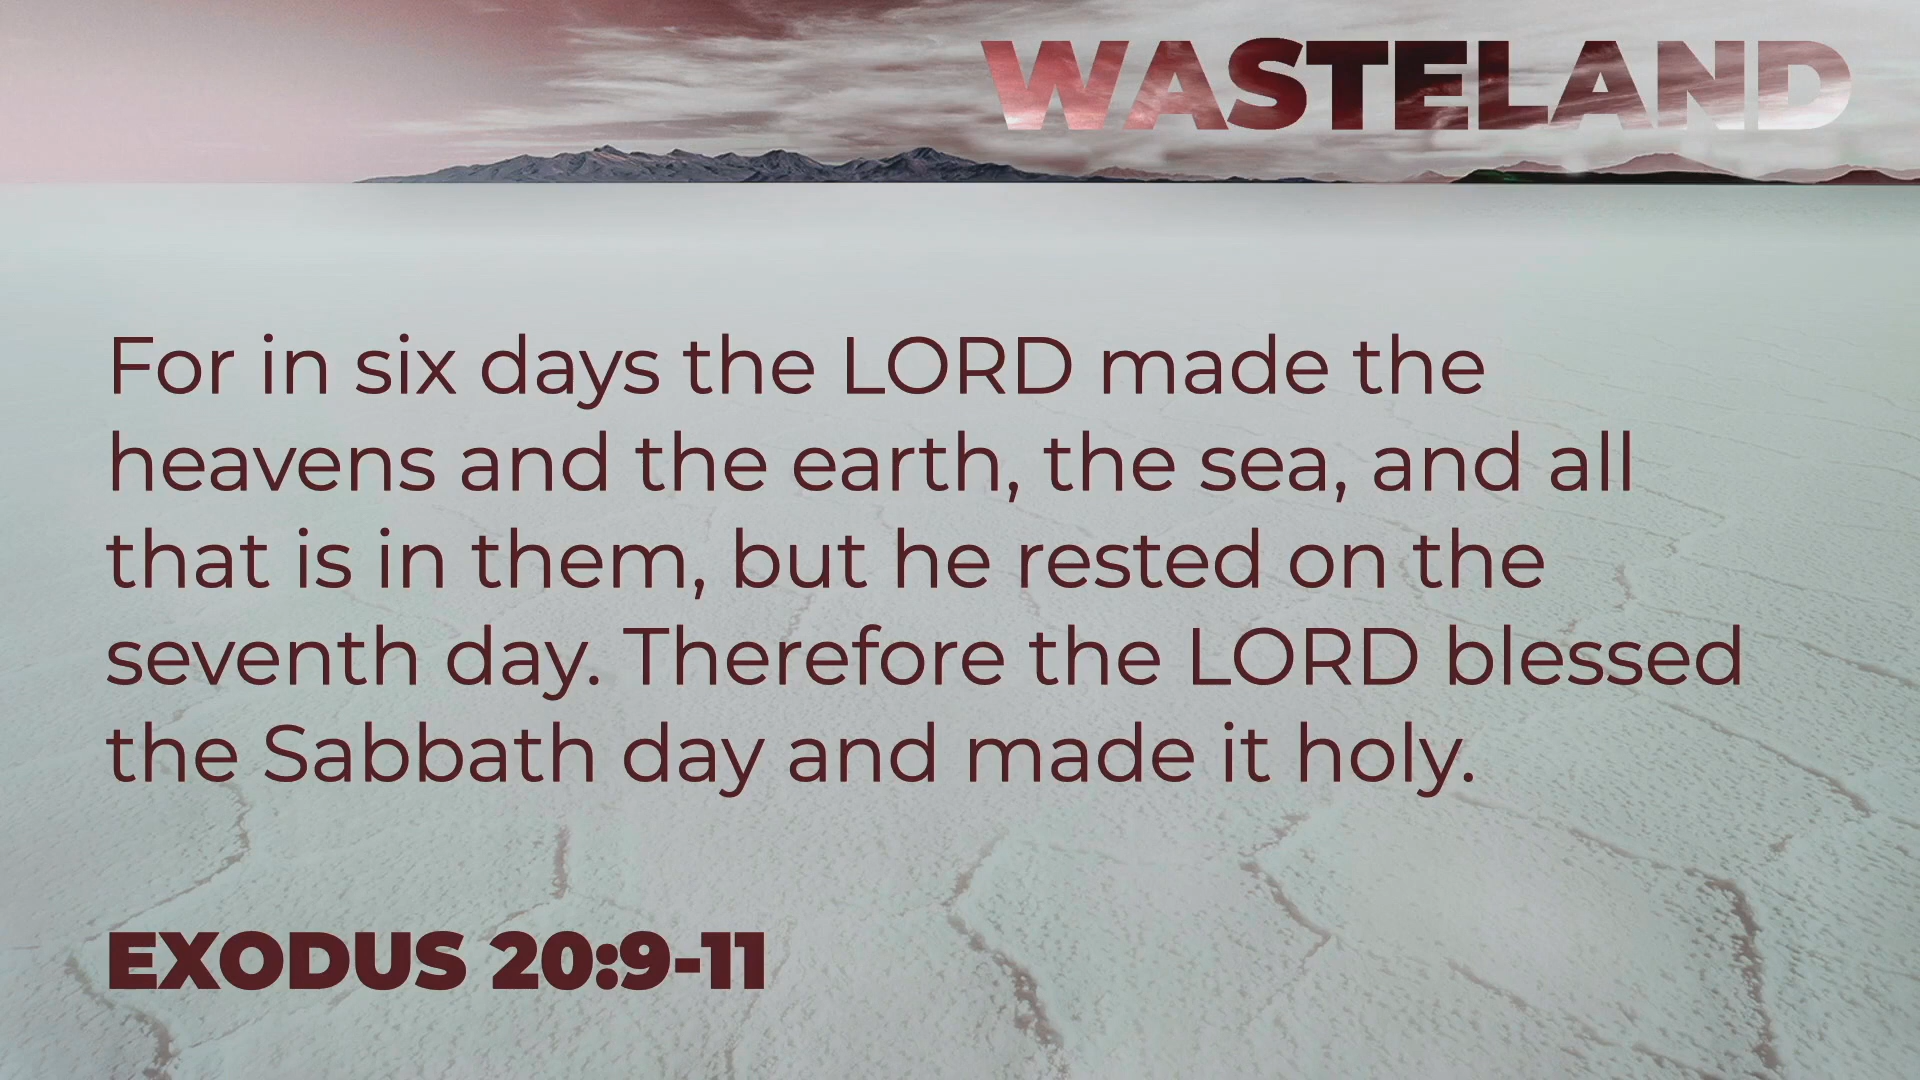 WASTELAND
For in six days the LORD made the
heavens and the earth, the sea, and all
that is in them, but he rested on the
seventh day. Therefore the LORD blessed
the Sabbath day and made it holy.
EXODUS 20:9-11